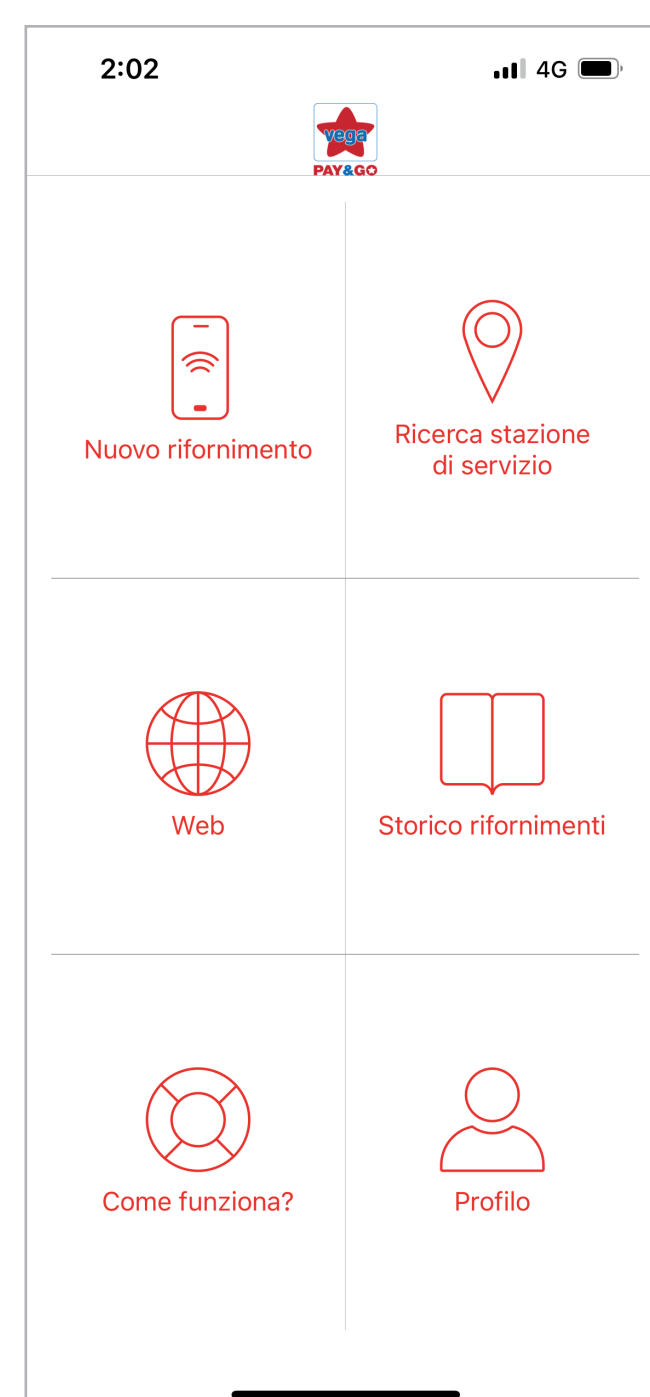 2:02
4G
vega
PAY&GO
Nuovo rifornimento
Ricerca stazione
di servizio
Web
Storico rifornimenti
Come funziona?
Profilo